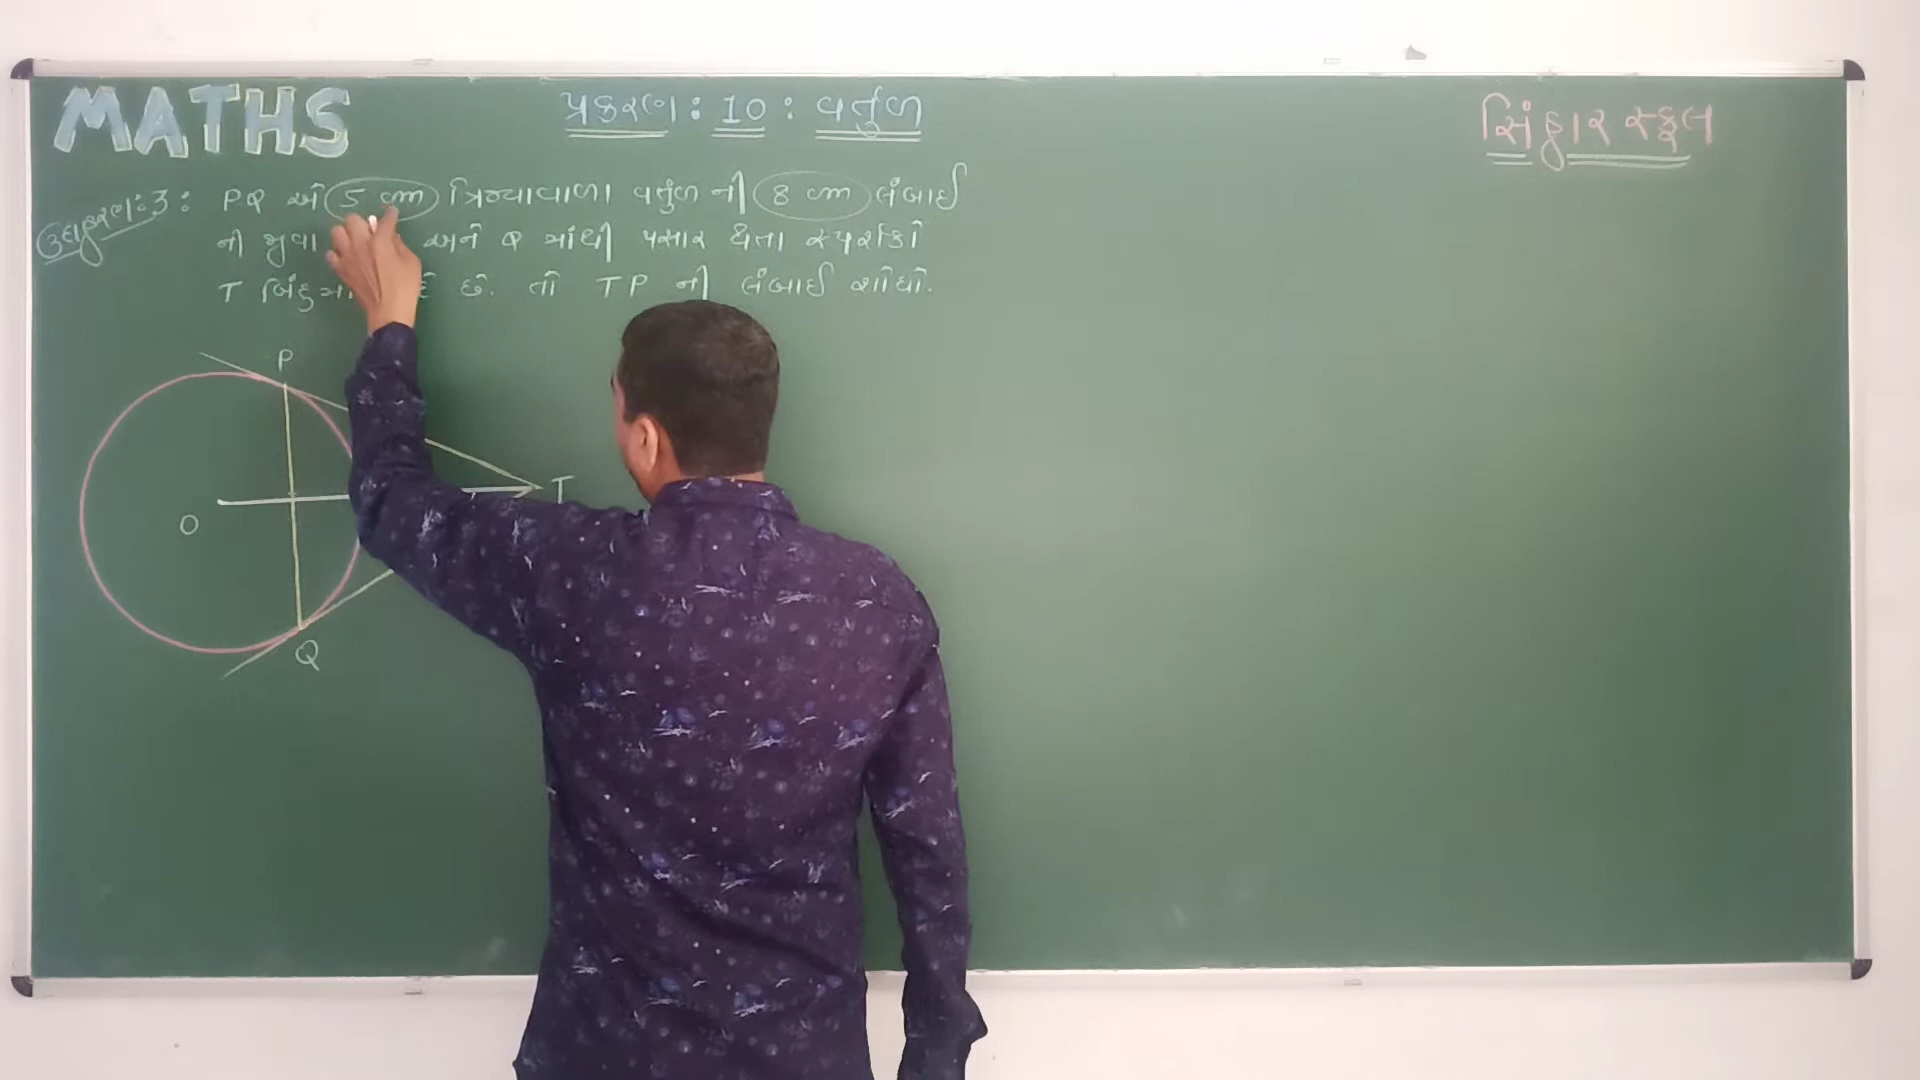 MATHS
પ્રકરણ : 10 : વર્તુળ
સિંહાર સ્કૂલ
ઉદાહરણ:3: PQ એ 5 cm ત્રિજ્યાવાળા વર્તુળ ની 8 cm લંબાઈ
ની જીવા અને Q માંથી પસાર થતા સ્પર્શકો
T છે. તો TP ની લંબાઈ શોધો.
P
T
O
Q